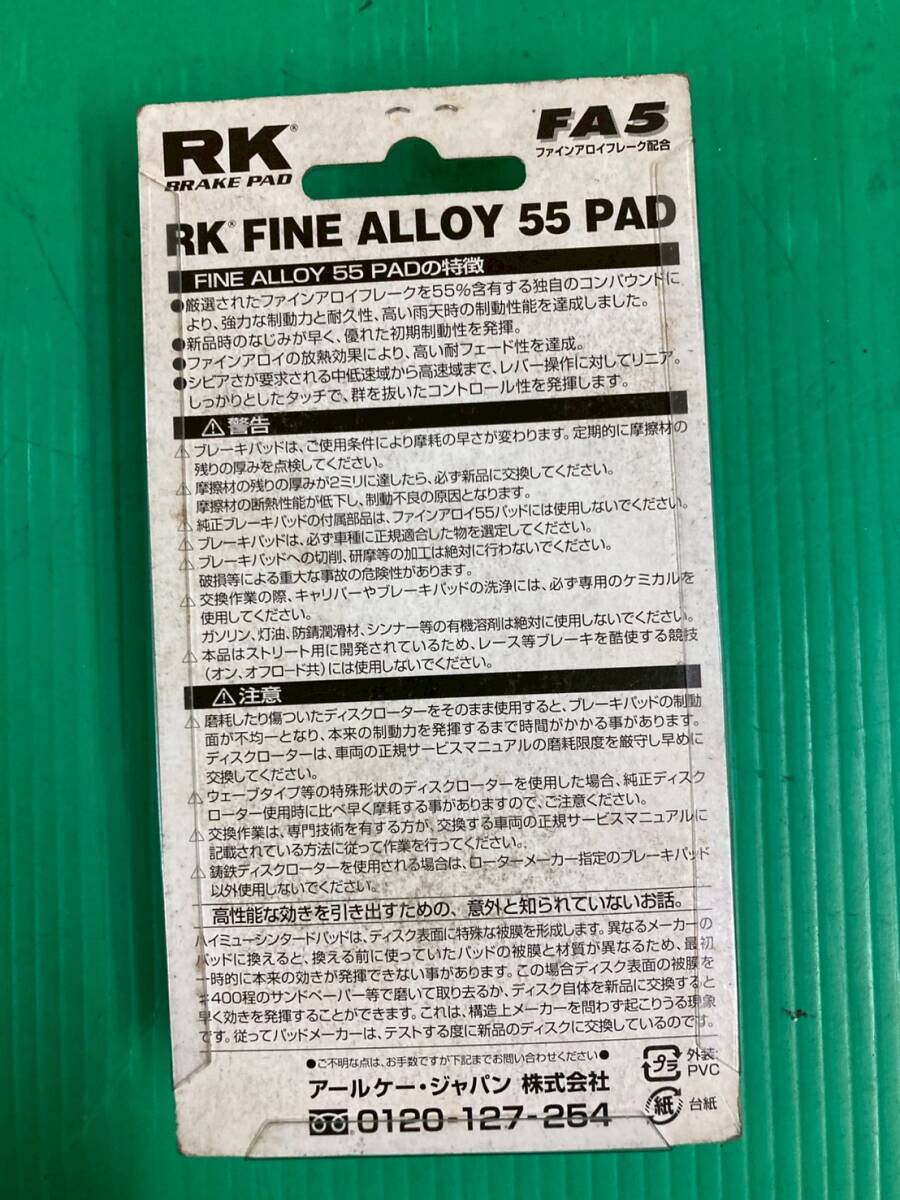 RK®
BRAKE PAD
FA5
ファインアロイフレーク配合
RK® FINE ALLOY 55 PAD
FINE ALLOY 55 PADの特徴
●厳選されたファインアロイフレークを55%含有する独自のコンパウンドに
より、強力な制動力と耐久性、高い雨天時の制動性能を達成しました。
●新品時のなじみが早く、優れた初期制動性を発揮。
●ファインアロイの放熱効果により、高い耐フェード性を達成。
●シビアさが要求される中低速域から高速域まで、レバー操作に対してリニア。
しっかりとしたタッチで、群を抜いたコントロール性を発揮します。
⚠警告
⚠ブレーキパッドは、ご使用条件により摩耗の早さが変わります。定期的に摩擦材の
残りの厚みを点検してください。
⚠摩擦材の残りの厚みが2ミリに達したら、必ず新品に交換してください。
摩擦材の断熱性能が低下し、制動不良の原因となります。
⚠純正ブレーキパッドの付属部品は、ファインアロイ55パッドには使用しないでください。
⚠ブレーキパッドは、必ず車種に正規適合した物を選定してください。
⚠ブレーキパッドへの切削、研摩等の加工は絶対に行わないでください。
破損等による重大な事故の危険性があります。
⚠交換作業の際、キャリパーやブレーキパッドの洗浄には、必ず専用のケミカルを
使用してください。
ガソリン、灯油、防錆潤滑材、シンナー等の有機溶剤は絶対に使用しないでください。
⚠本品はストリート用に開発されているため、レース等ブレーキを酷使する競技
(オン、オフロード共)には使用しないでください。
⚠注意
⚠磨耗したり傷ついたディスクローターをそのまま使用すると、ブレーキパッドの制動
面が不均一となり、本来の制動力を発揮するまで時間がかかる事があります。
ディスクローターは、車両の正規サービスマニュアルの磨耗限度を厳守し早めに
交換してください。
⚠ウェーブタイプ等の特殊形状のディスクローターを使用した場合、純正ディスク
ローター使用時に比べ早く摩耗する事がありますので、ご注意ください。
⚠交換作業は、専門技術を有する方が、交換する車両の正規サービスマニュアルに
記載されている方法に従って作業を行ってください。
⚠鋳鉄ディスクローターを使用される場合は、ローターメーカー指定のブレーキパッド
以外使用しないでください。
高性能な効きを引き出すための、意外と知られていないお話。
ハイミューシンタードパッドは、ディスク表面に特殊な被膜を形成します。異なるメーカーの
パッドに換えると、換える前に使っていたパッドの被膜と材質が異なるため、最初
一時的に本来の効きが発揮できない事があります。この場合ディスク表面の被膜を
#400程のサンドペーパー等で磨いて取り去るか、ディスク自体を新品に交換すると
早く効きを発揮することができます。これは、構造上メーカーを問わず起こりうる現象
です。従ってパッドメーカーは、テストする度に新品のディスクに交換しているのです。
●ご不明な点は、お手数ですが下記までお問い合わせください●
アールケー・ジャパン 株式会社
0120-127-254
プラ
外装:
PVC
紙
台紙